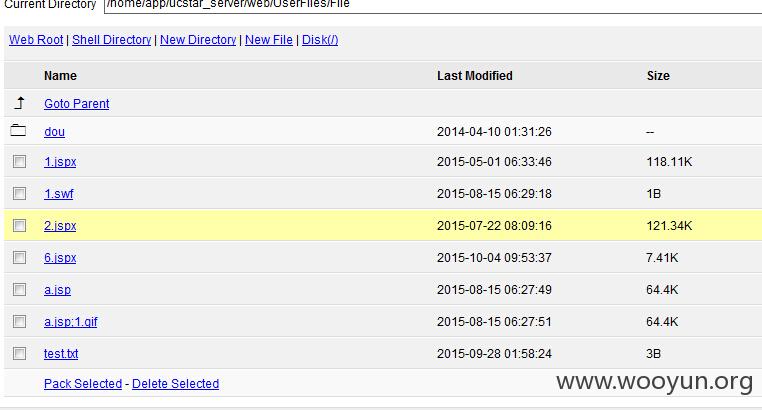 Current Directory /home/app/ucstar_server/web/UserFiles/File
Web Root | Shell Directory | New Directory | New File | Disk(/)
Name Last Modified Size
Goto Parent
dou 2014-04-10 01:31:26 --
1.jspx 2015-05-01 06:33:46 118.11K
1.swf 2015-08-15 06:29:18 1B
2.jspx 2015-07-22 08:09:16 121.34K
6.jspx 2015-10-04 09:53:37 7.41K
a.jsp 2015-08-15 06:27:49 64.4K
a.jsp;1.gif 2015-08-15 06:27:51 64.4K
test.txt 2015-09-28 01:58:24 3B
Pack Selected - Delete Selected
www.wooyun.org